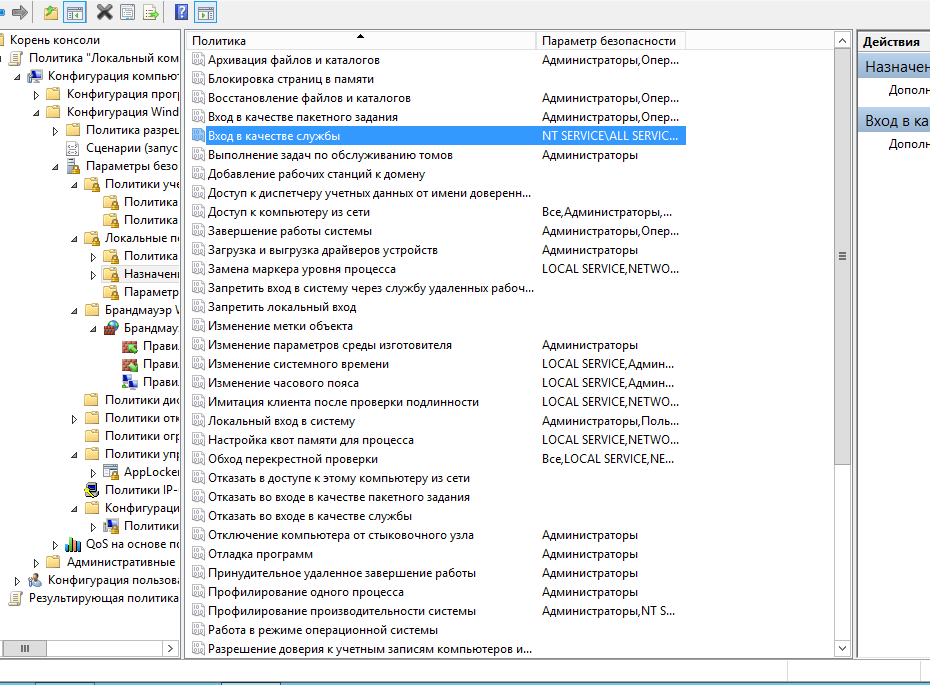 Корень консоли
Политика "Локальный ком
Конфигурация компьют
Конфигурация прог
Конфигурация Wind
Политика разреш
Сценарии (запус
Параметры безо
Политики уче
Политика
Политика
Локальные по
Политика
Назначени
Параметр
Брандмауэр W
Брандмау
Прави
Прави
Прави
Политики дис
Политики отк
Политики огр
Политики упр
AppLocker
Политики IP-
Конфигураци
Политики
QoS на основе по
Административные
Конфигурация пользова
Результирующая политика
Политика Параметр безопасности
Архивация файлов и каталогов Администраторы,Опер...
Блокировка страниц в памяти
Восстановление файлов и каталогов Администраторы,Опер...
Вход в качестве пакетного задания Администраторы,Опер...
Вход в качестве службы NT SERVICE\ALL SERVIC...
Выполнение задач по обслуживанию томов Администраторы
Добавление рабочих станций к домену
Доступ к диспетчеру учетных данных от имени доверенн...
Доступ к компьютеру из сети Все,Администраторы,...
Завершение работы системы Администраторы,Опер...
Загрузка и выгрузка драйверов устройств Администраторы
Замена маркера уровня процесса LOCAL SERVICE,NETWO...
Запретить вход в систему через службу удаленных рабоч...
Запретить локальный вход
Изменение метки объекта
Изменение параметров среды изготовителя Администраторы
Изменение системного времени LOCAL SERVICE,Админ...
Изменение часового пояса LOCAL SERVICE,Админ...
Имитация клиента после проверки подлинности LOCAL SERVICE,NETWO...
Локальный вход в систему Администраторы,Поль...
Настройка квот памяти для процесса LOCAL SERVICE,NETWO...
Обход перекрестной проверки Все,LOCAL SERVICE,NE...
Отказать в доступе к этому компьютеру из сети
Отказать во входе в качестве пакетного задания
Отказать во входе в качестве службы
Отключение компьютера от стыковочного узла Администраторы
Отладка программ Администраторы
Принудительное удаленное завершение работы Администраторы
Профилирование одного процесса Администраторы
Профилирование производительности системы Администраторы,NT S...
Работа в режиме операционной системы
Разрешение доверия к учетным записям компьютеров и...
Действия
Назначен
Дополн
Вход в ка
Дополн